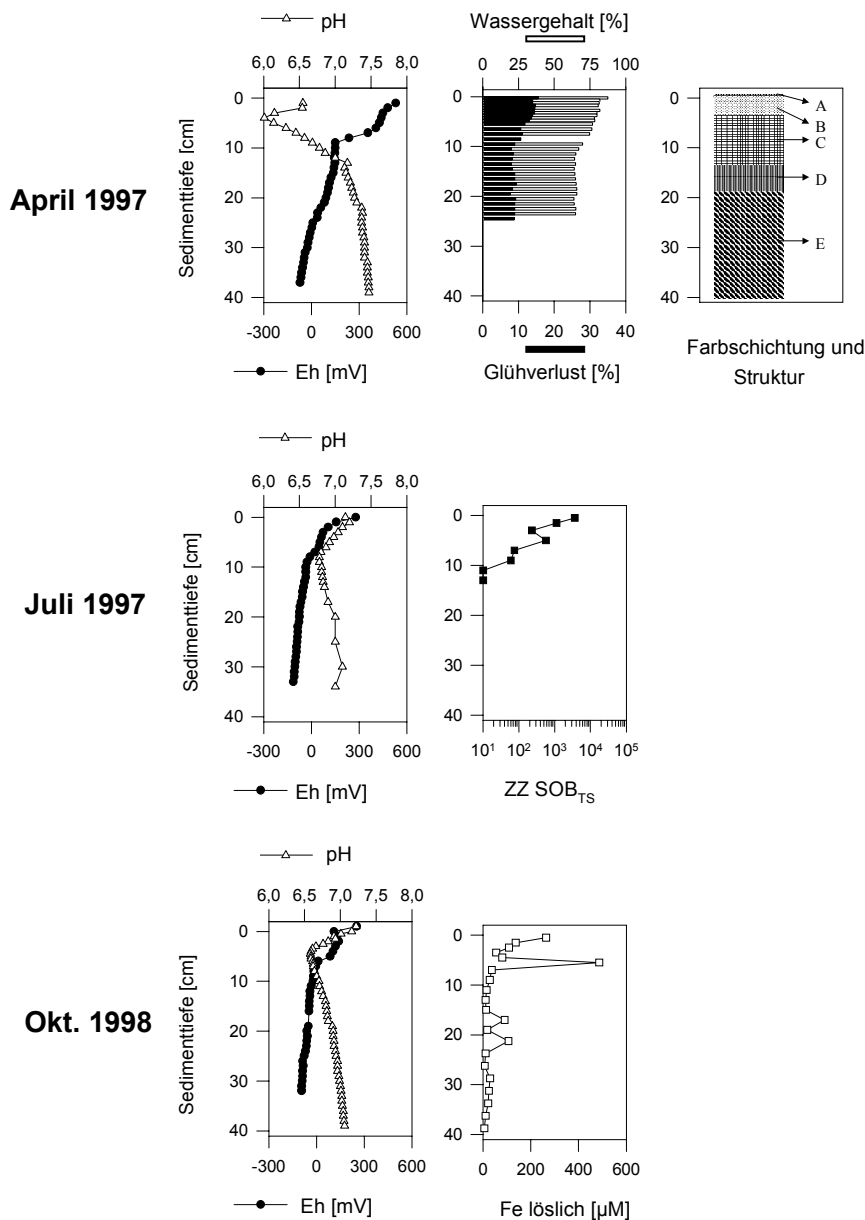 pH
6,0 6,5 7,0 7,5 8,0
Wassergehalt [%]
0 25 50 75 100
April 1997
Sedimenttiefe [cm]
0
10
20
30
40
-300 0 300 600
Eh [mV]
0
10
20
30
40
0 10 20 30 40
Glühverlust [%]
0
10
20
30
40
A
B
C
D
E
Farbschichtung und
Struktur
pH
6,0 6,5 7,0 7,5 8,0
Juli 1997
Sedimenttiefe [cm]
0
10
20
30
40
-300 0 300 600
Eh [mV]
0
10
20
30
40
10¹ 10² 10³ 10⁴ 10⁵
ZZ SOB_TS
pH
6,0 6,5 7,0 7,5 8,0
Okt. 1998
Sedimenttiefe [cm]
0
10
20
30
40
-300 0 300 600
Eh [mV]
0
10
20
30
40
0 200 400 600
Fe löslich [µM]